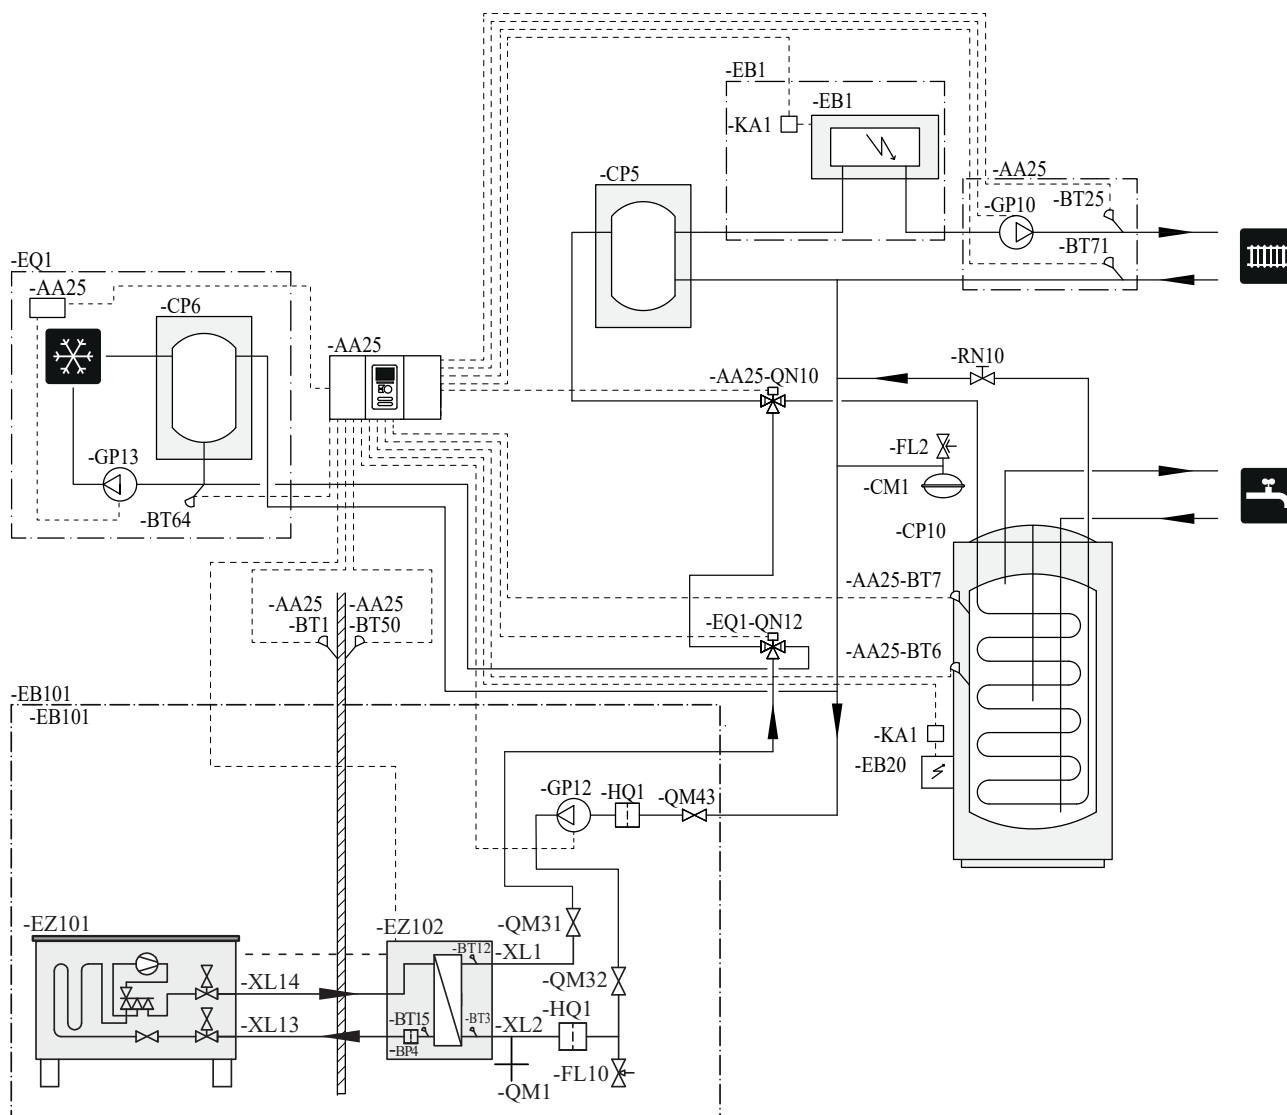 -EB1
-EB1
-KA1
-CP5
-AA25
-GP10
-BT25
-BT71
-EQ1
-AA25
-CP6
-AA25
-RN10
-AA25-QN10
-FL2
-GP13
-CM1
-BT64
-CP10
-AA25-BT7
-AA25
-AA25
-BT1
-BT50
-EQ1-QN12
-AA25-BT6
-EB101
-EB101
-KA1
-EB20
-GP12
-HQ1
-QM43
-EZ101
-EZ102
-QM31
-BT12
-XL1
-XL14
-QM32
-HQ1
-XL13
-BT15
-BT3
-XL2
-BP4
-FL10
-QM1